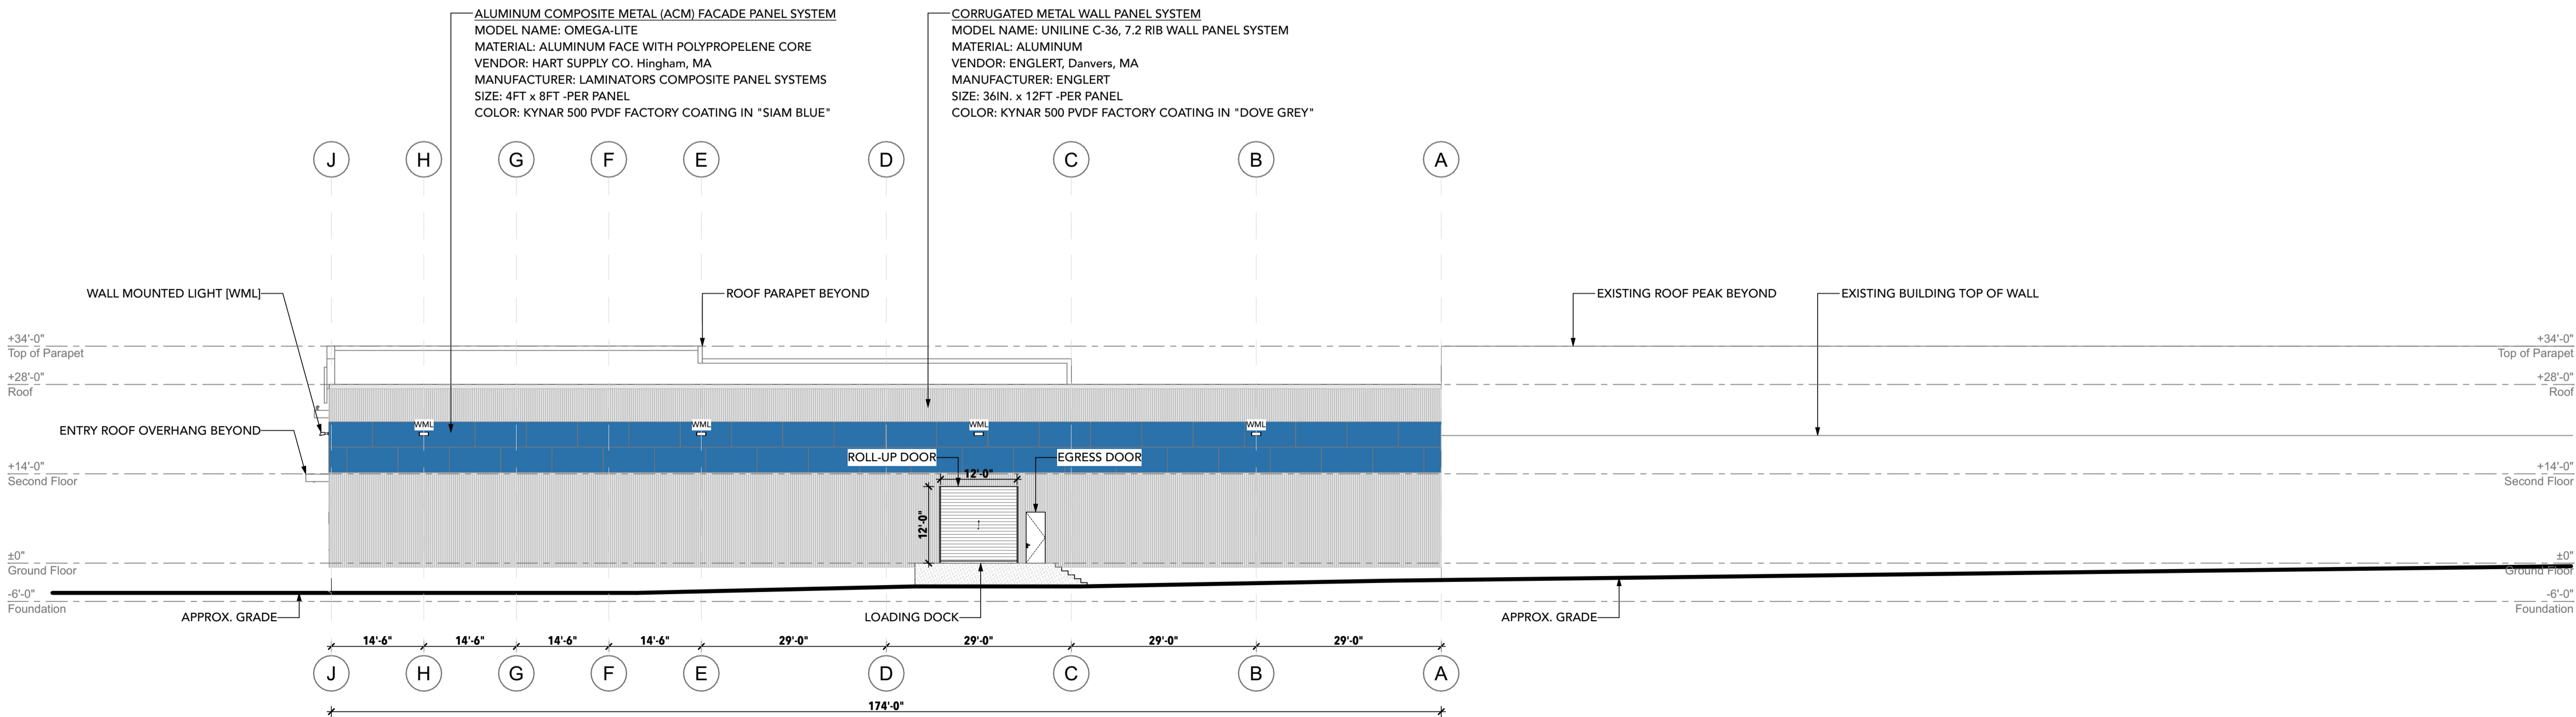 ALUMINUM COMPOSITE METAL (ACM) FACADE PANEL SYSTEM
MODEL NAME: OMEGA-LITE
MATERIAL: ALUMINUM FACE WITH POLYPROPELENE CORE
VENDOR: HART SUPPLY CO. Hingham, MA
MANUFACTURER: LAMINATORS COMPOSITE PANEL SYSTEMS
SIZE: 4FT x 8FT -PER PANEL
COLOR: KYNAR 500 PVDF FACTORY COATING IN "SIAM BLUE"
CORRUGATED METAL WALL PANEL SYSTEM
MODEL NAME: UNILINE C-36, 7.2 RIB WALL PANEL SYSTEM
MATERIAL: ALUMINUM
VENDOR: ENGLERT, Danvers, MA
MANUFACTURER: ENGLERT
SIZE: 36IN. x 12FT -PER PANEL
COLOR: KYNAR 500 PVDF FACTORY COATING IN "DOVE GREY"
J H G F E D C B A
WALL MOUNTED LIGHT [WML]
ROOF PARAPET BEYOND
EXISTING ROOF PEAK BEYOND
EXISTING BUILDING TOP OF WALL
+34'-0"
Top of Parapet
+34'-0"
Top of Parapet
+28'-0"
Roof
+28'-0"
Roof
WML WML WML WML
ENTRY ROOF OVERHANG BEYOND
ROLL-UP DOOR
EGRESS DOOR
+14'-0"
Second Floor
12'-0"
+14'-0"
Second Floor
12'-0"
±0"
Ground Floor
±0"
Ground Floor
-6'-0"
Foundation
-6'-0"
Foundation
APPROX. GRADE
LOADING DOCK
APPROX. GRADE
14'-6" 14'-6" 14'-6" 14'-6" 29'-0" 29'-0" 29'-0" 29'-0"
J H G F E D C B A
174'-0"